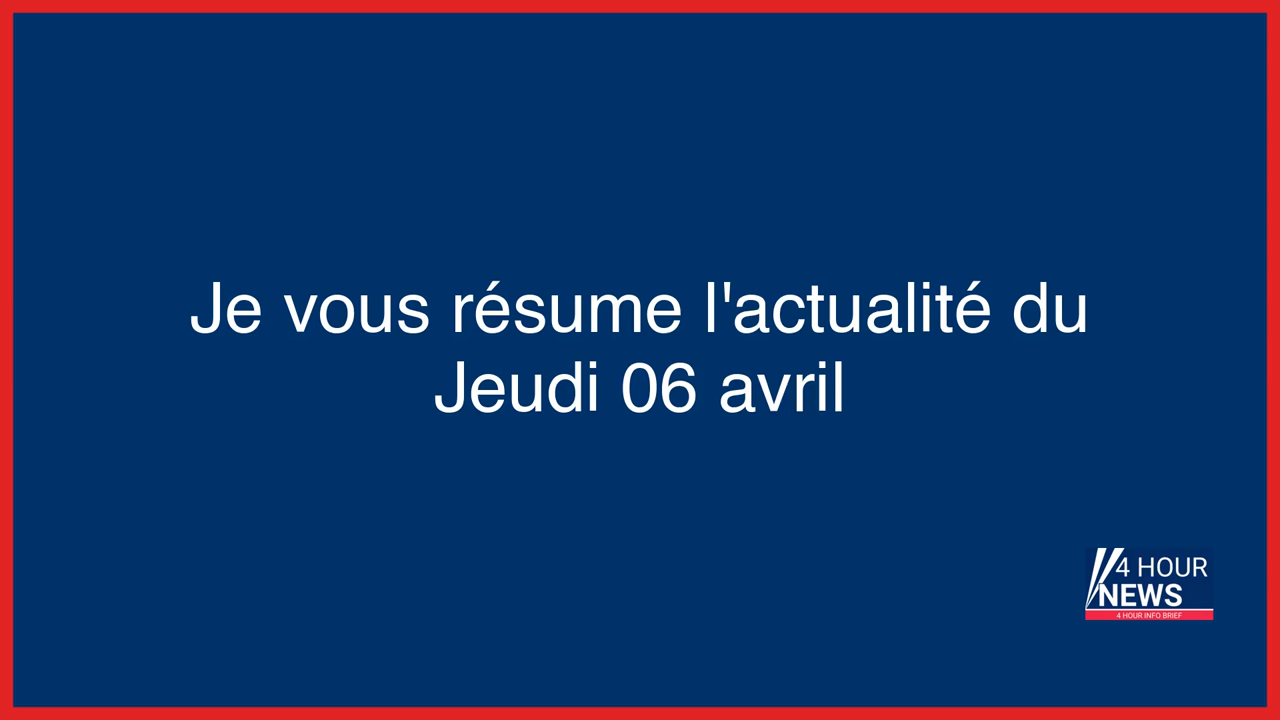 Je vous résume l'actualité du
Jeudi 06 avril
4 HOUR
NEWS
4 HOUR INFO BRIEF